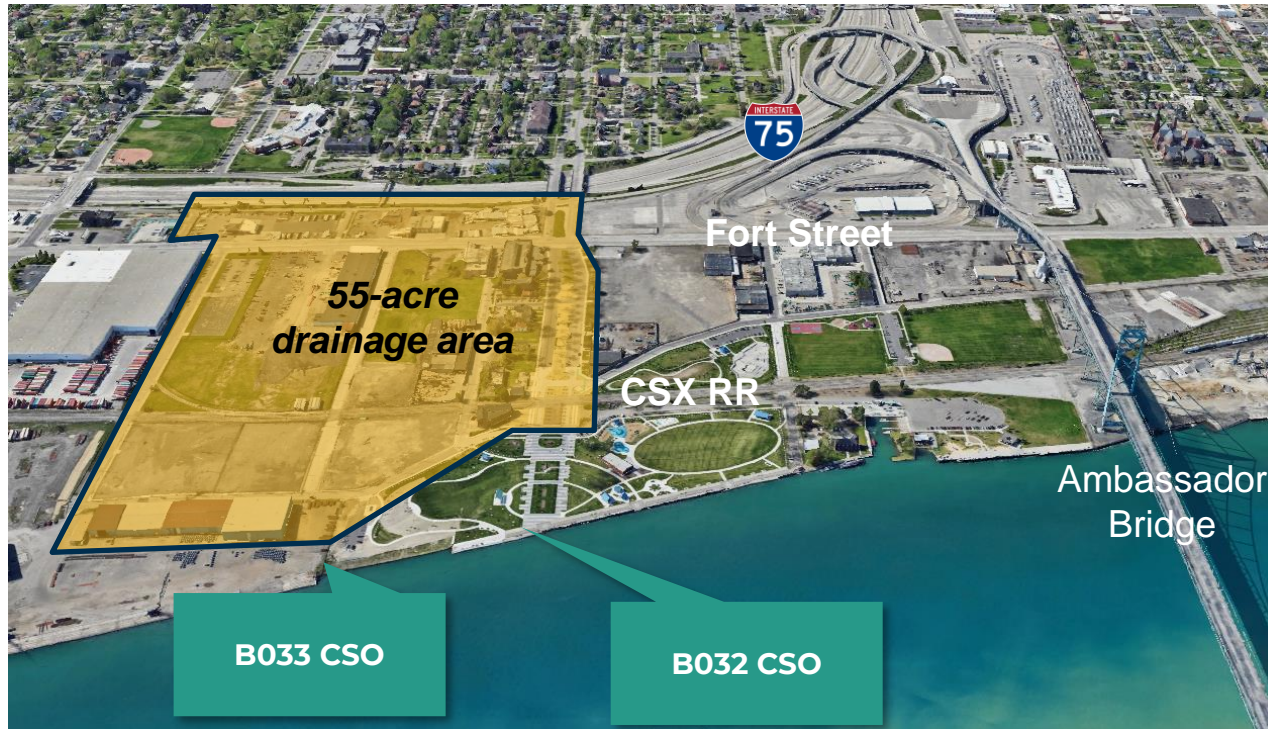 INTERSTATE
75
Fort Street
55-acre
drainage area
CSX RR
Ambassador
Bridge
B033 CSO
B032 CSO